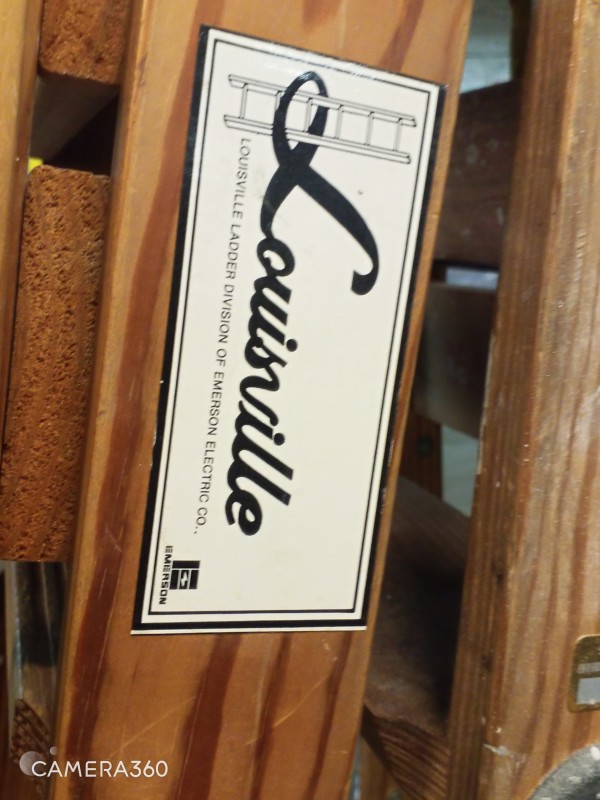 Louisville
LOUISVILLE LADDER DIVISION OF EMERSON ELECTRIC CO..
EMERSON
CAMERA360